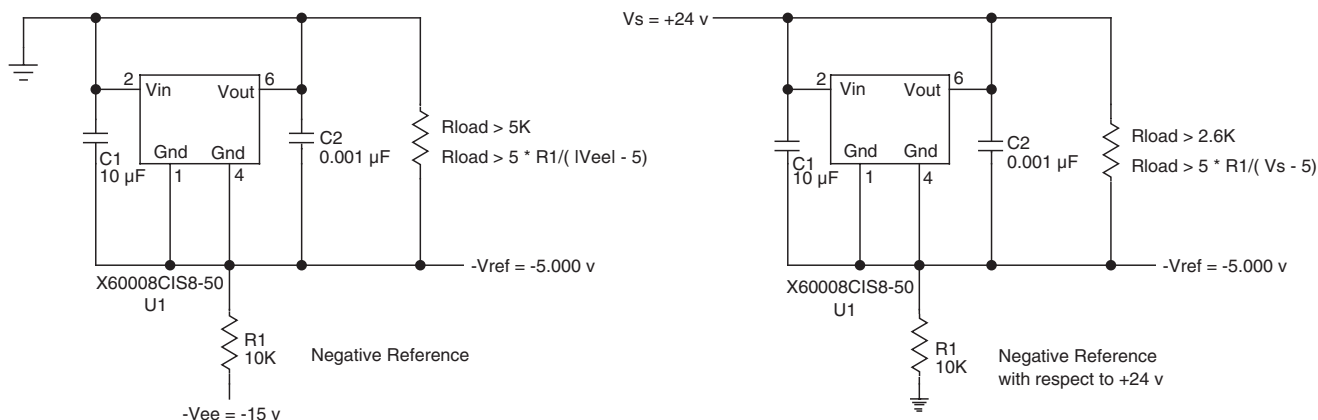 2
Vin
Vout
6
Gnd
Gnd
1
4
C1
10 µF
C2
0.001 µF
Rload > 5K
Rload > 5 * R1/( |Vee| - 5)
-Vref = -5.000 v
X60008CIS8-50
U1
R1
10K
Negative Reference
-Vee = -15 v
Vs = +24 v
2
Vin
Vout
6
Gnd
Gnd
1
4
C1
10 µF
C2
0.001 µF
Rload > 2.6K
Rload > 5 * R1/( Vs - 5)
-Vref = -5.000 v
X60008CIS8-50
U1
R1
10K
Negative Reference
with respect to +24 v